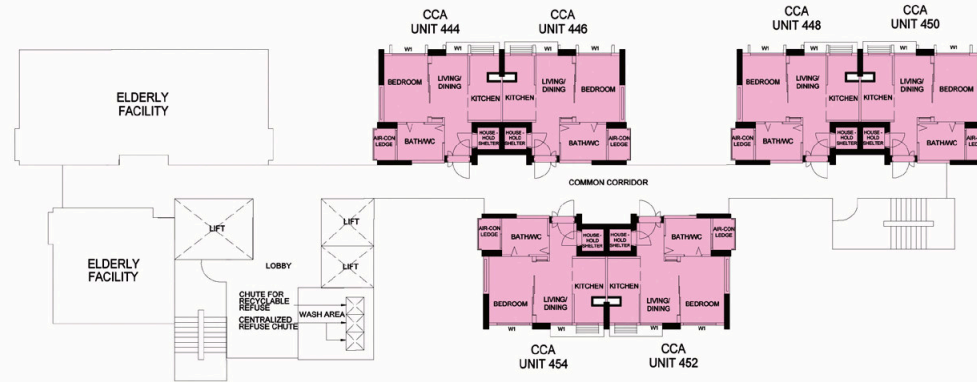 CCA
UNIT 444
CCA
UNIT 446
CCA
UNIT 448
CCA
UNIT 450
W1
W1
W1
W1
W1
W1
W1
W1
ELDERLY
FACILITY
BEDROOM
LIVING/
DINING
KITCHEN
KITCHEN
LIVING/
DINING
BEDROOM
BEDROOM
LIVING/
DINING
KITCHEN
KITCHEN
LIVING/
DINING
BEDROOM
AIR-CON
LEDGE
BATH/WC
HOUSE-
HOLD
SHELTER
HOUSE-
HOLD
SHELTER
BATH/WC
AIR-CON
LEDGE
AIR-CON
LEDGE
BATH/WC
HOUSE-
HOLD
SHELTER
HOUSE-
HOLD
SHELTER
BATH/WC
AIR-CON
LEDGE
COMMON CORRIDOR
ELDERLY
FACILITY
LIFT
LIFT
LIFT
LOBBY
CHUTE FOR
RECYCLABLE
REFUSE
CENTRALIZED
REFUSE CHUTE
WASH AREA
AIR-CON
LEDGE
BATH/WC
HOUSE-
HOLD
SHELTER
HOUSE-
HOLD
SHELTER
BATH/WC
AIR-CON
LEDGE
BEDROOM
LIVING/
DINING
KITCHEN
KITCHEN
LIVING/
DINING
BEDROOM
W1
W1
W1
W1
CCA
UNIT 454
CCA
UNIT 452